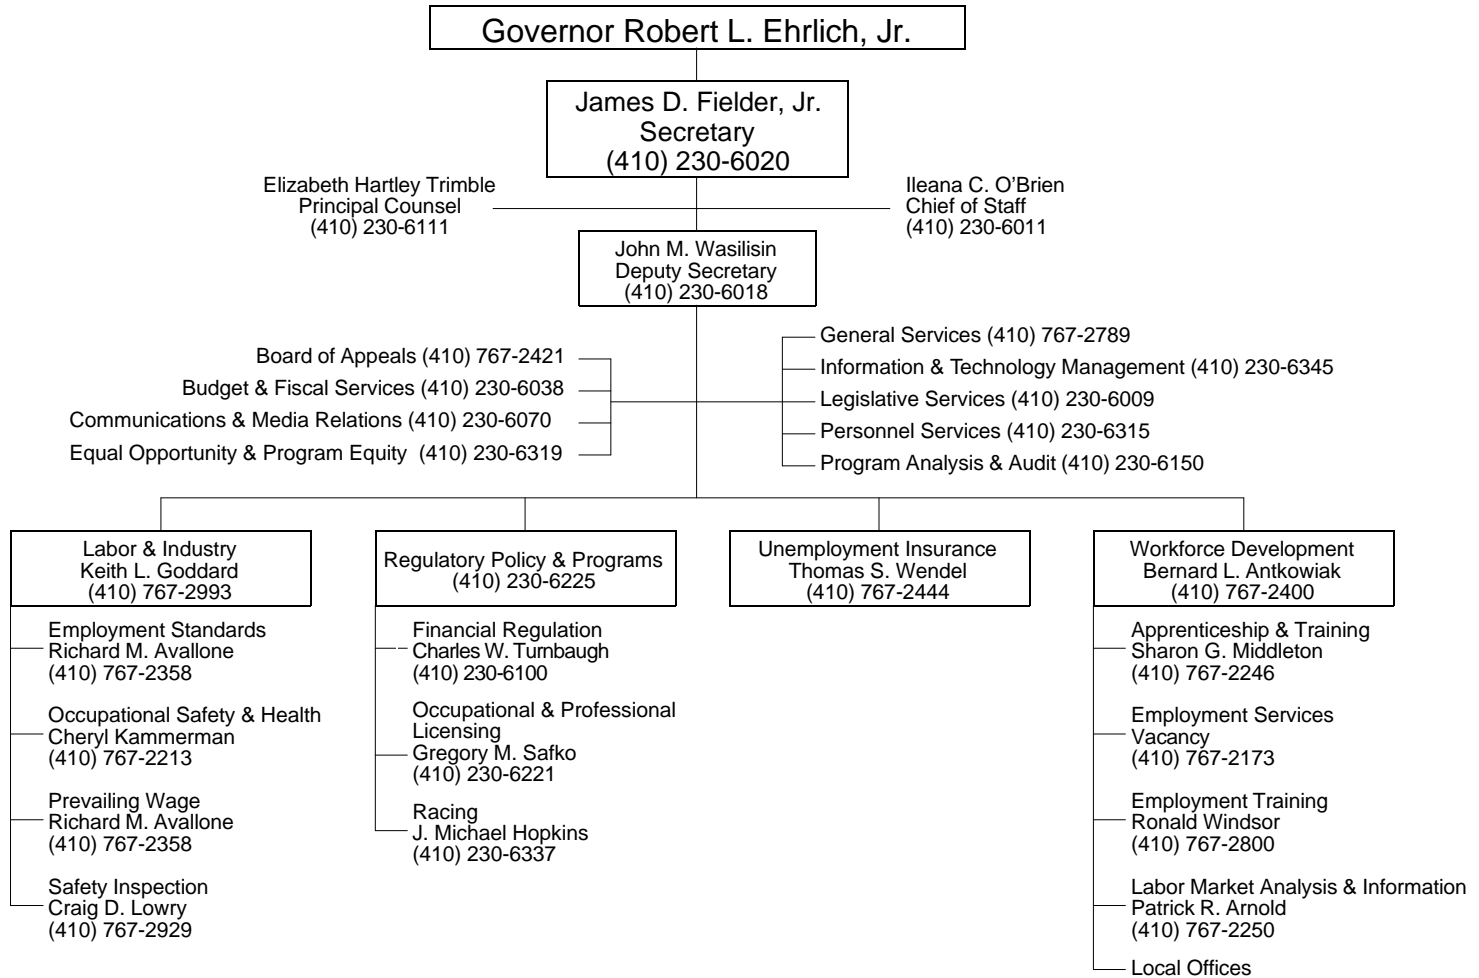 Governor Robert L. Ehrlich, Jr.
James D. Fielder, Jr.
Secretary
(410) 230-6020
Elizabeth Hartley Trimble
Principal Counsel
(410) 230-6111
Ileana C. O’Brien
Chief of Staff
(410) 230-6011
John M. Wasilisin
Deputy Secretary
(410) 230-6018
Board of Appeals (410) 767-2421
Budget & Fiscal Services (410) 230-6038
Communications & Media Relations (410) 230-6070
Equal Opportunity & Program Equity (410) 230-6319
General Services (410) 767-2789
Information & Technology Management (410) 230-6345
Legislative Services (410) 230-6009
Personnel Services (410) 230-6315
Program Analysis & Audit (410) 230-6150
Labor & Industry
Keith L. Goddard
(410) 767-2993
Employment Standards
Richard M. Avallone
(410) 767-2358
Occupational Safety & Health
Cheryl Kammerman
(410) 767-2213
Prevailing Wage
Richard M. Avallone
(410) 767-2358
Safety Inspection
Craig D. Lowry
(410) 767-2929
Regulatory Policy & Programs
(410) 230-6225
Financial Regulation
Charles W. Turnbaugh
(410) 230-6100
Occupational & Professional
Licensing
Gregory M. Safko
(410) 230-6221
Racing
J. Michael Hopkins
(410) 230-6337
Unemployment Insurance
Thomas S. Wendel
(410) 767-2444
Workforce Development
Bernard L. Antkowiak
(410) 767-2400
Apprenticeship & Training
Sharon G. Middleton
(410) 767-2246
Employment Services
Vacancy
(410) 767-2173
Employment Training
Ronald Windsor
(410) 767-2800
Labor Market Analysis & Information
Patrick R. Arnold
(410) 767-2250
Local Offices